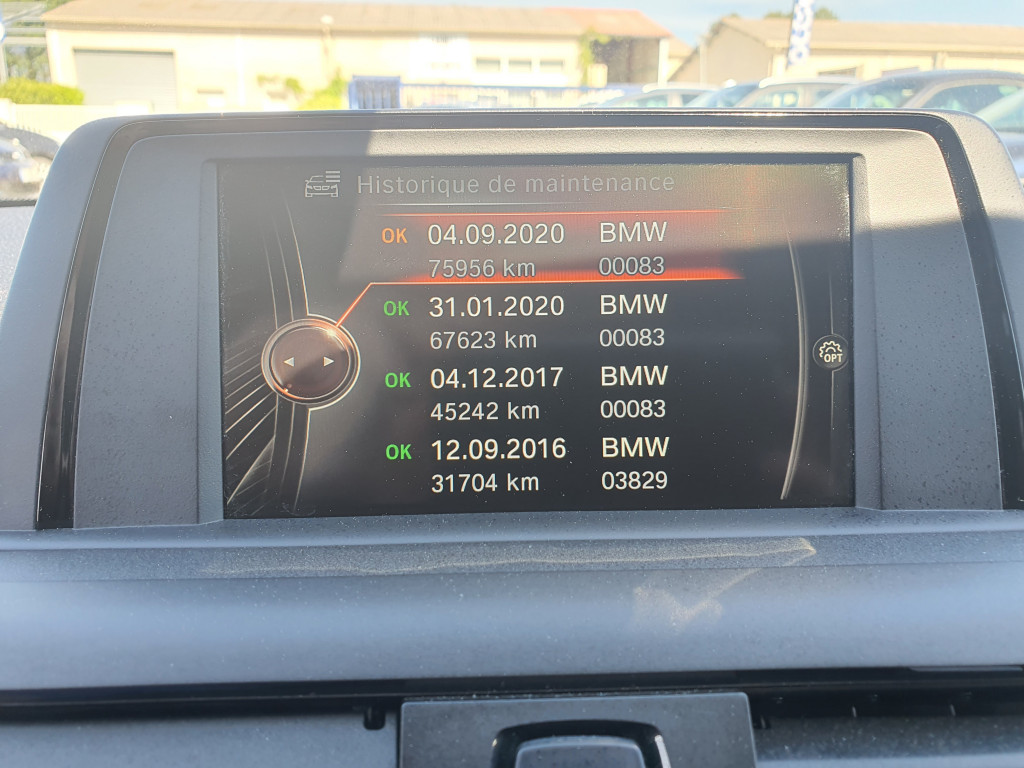 Historique de maintenance
OK 04.09.2020 BMW
75956 km 00083
OK 31.01.2020 BMW
67623 km 00083
OPT
OK 04.12.2017 BMW
45242 km 00083
OK 12.09.2016 BMW
31704 km 03829